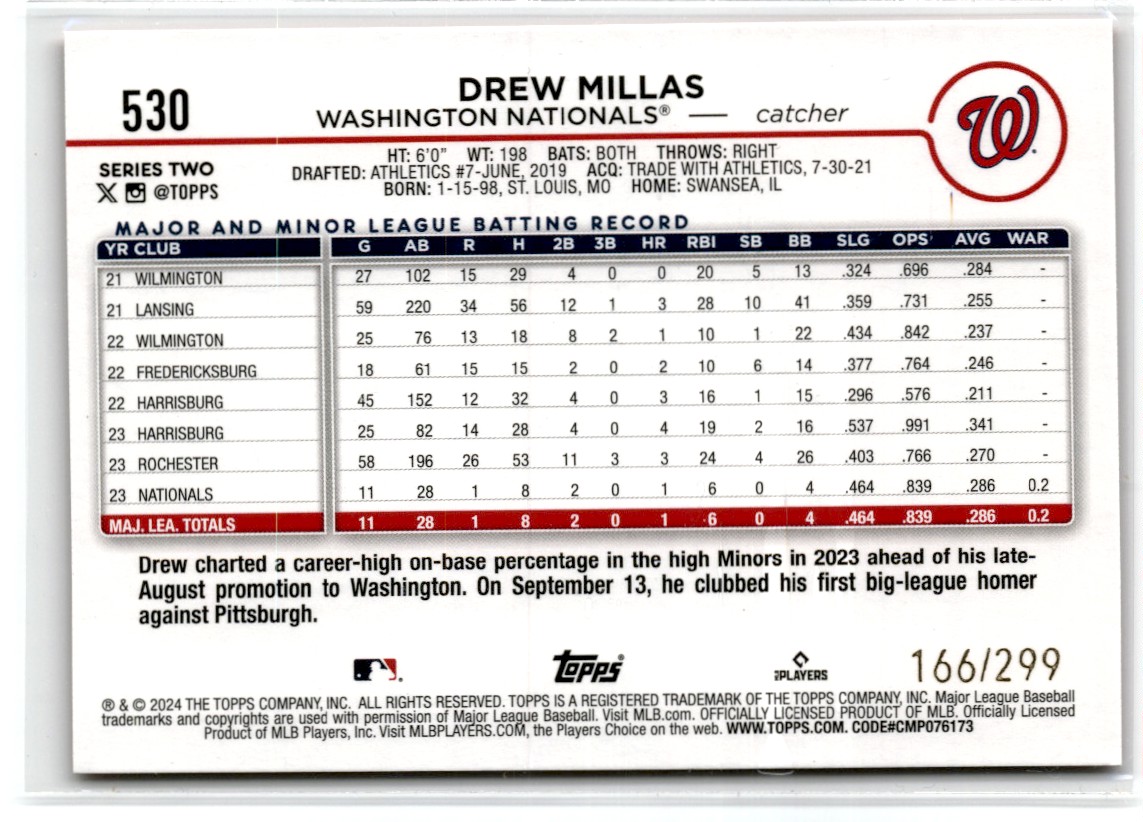 530
DREW MILLAS
WASHINGTON NATIONALS® — catcher
W
SERIES TWO
X @TOPPS
HT: 6'0" WT: 198 BATS: BOTH THROWS: RIGHT
DRAFTED: ATHLETICS #7-JUNE, 2019 ACQ: TRADE WITH ATHLETICS, 7-30-21
BORN: 1-15-98, ST. LOUIS, MO HOME: SWANSEA, IL
MAJOR AND MINOR LEAGUE BATTING RECORD
YR CLUB G AB R H 2B 3B HR RBI SB BB SLG OPS AVG WAR
21 WILMINGTON 27 102 15 29 4 0 0 20 5 13 .324 .696 .284 -
21 LANSING 59 220 34 56 12 1 3 28 10 41 .359 .731 .255 -
22 WILMINGTON 25 76 13 18 8 2 1 10 1 22 .434 .842 .237 -
22 FREDERICKSBURG 18 61 15 15 2 0 2 10 6 14 .377 .764 .246 -
22 HARRISBURG 45 152 12 32 4 0 3 16 1 15 .296 .576 .211 -
23 HARRISBURG 25 82 14 28 4 0 4 19 2 16 .537 .991 .341 -
23 ROCHESTER 58 196 26 53 11 3 3 24 4 26 .403 .766 .270 -
23 NATIONALS 11 28 1 8 2 0 1 6 0 4 .464 .839 .286 0.2
MAJ. LEA. TOTALS 11 28 1 8 2 0 1 6 0 4 .464 .839 .286 0.2
Drew charted a career-high on-base percentage in the high Minors in 2023 ahead of his late-
August promotion to Washington. On September 13, he clubbed his first big-league homer
against Pittsburgh.
topps
PLAYERS
166/299
® & © 2024 THE TOPPS COMPANY, INC. ALL RIGHTS RESERVED. TOPPS IS A REGISTERED TRADEMARK OF THE TOPPS COMPANY, INC. Major League Baseball
trademarks and copyrights are used with permission of Major League Baseball. Visit MLB.com. OFFICIALLY LICENSED PRODUCT OF MLB. Officially Licensed
Product of MLB Players, Inc. Visit MLBPLAYERS.COM, the Players Choice on the web. WWW.TOPPS.COM. CODE#CMP076173